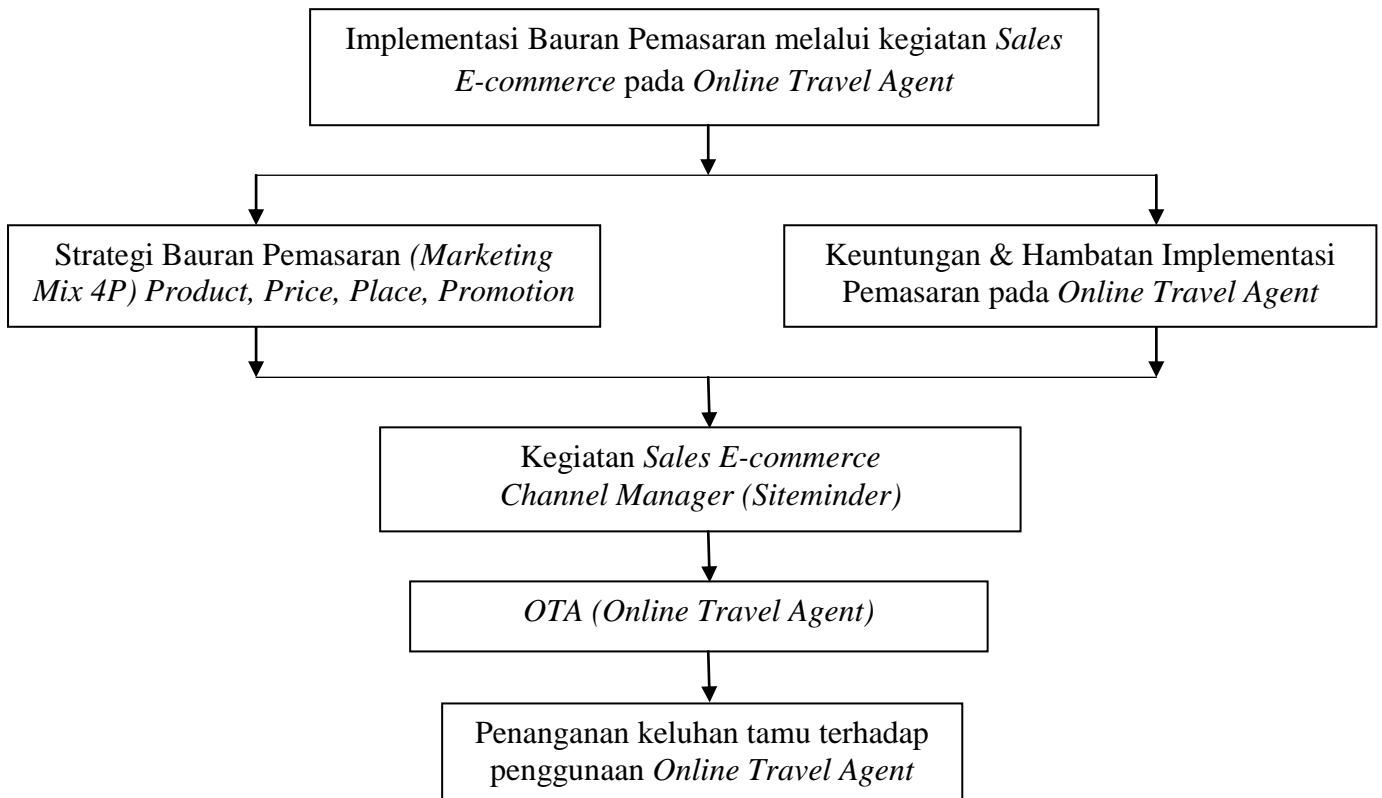 Implementasi Bauran Pemasaran melalui kegiatan Sales
E-commerce pada Online Travel Agent
Strategi Bauran Pemasaran (Marketing
Mix 4P) Product, Price, Place, Promotion
Keuntungan & Hambatan Implementasi
Pemasaran pada Online Travel Agent
Kegiatan Sales E-commerce
Channel Manager (Siteminder)
OTA (Online Travel Agent)
Penanganan keluhan tamu terhadap
penggunaan Online Travel Agent